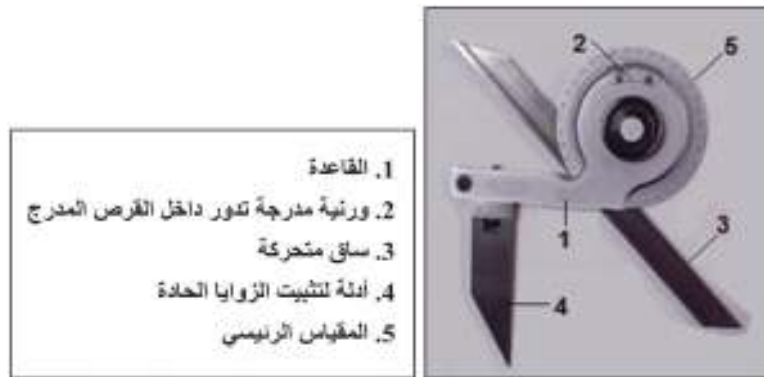 1. القاعدة
2. ورنية مدرجة تدور داخل القرص المدرج
3. ساق متحركة
4. أدلة لتثبيت الزوايا الحادة
5. المقياس الرئيسي
2
5
1
3
4